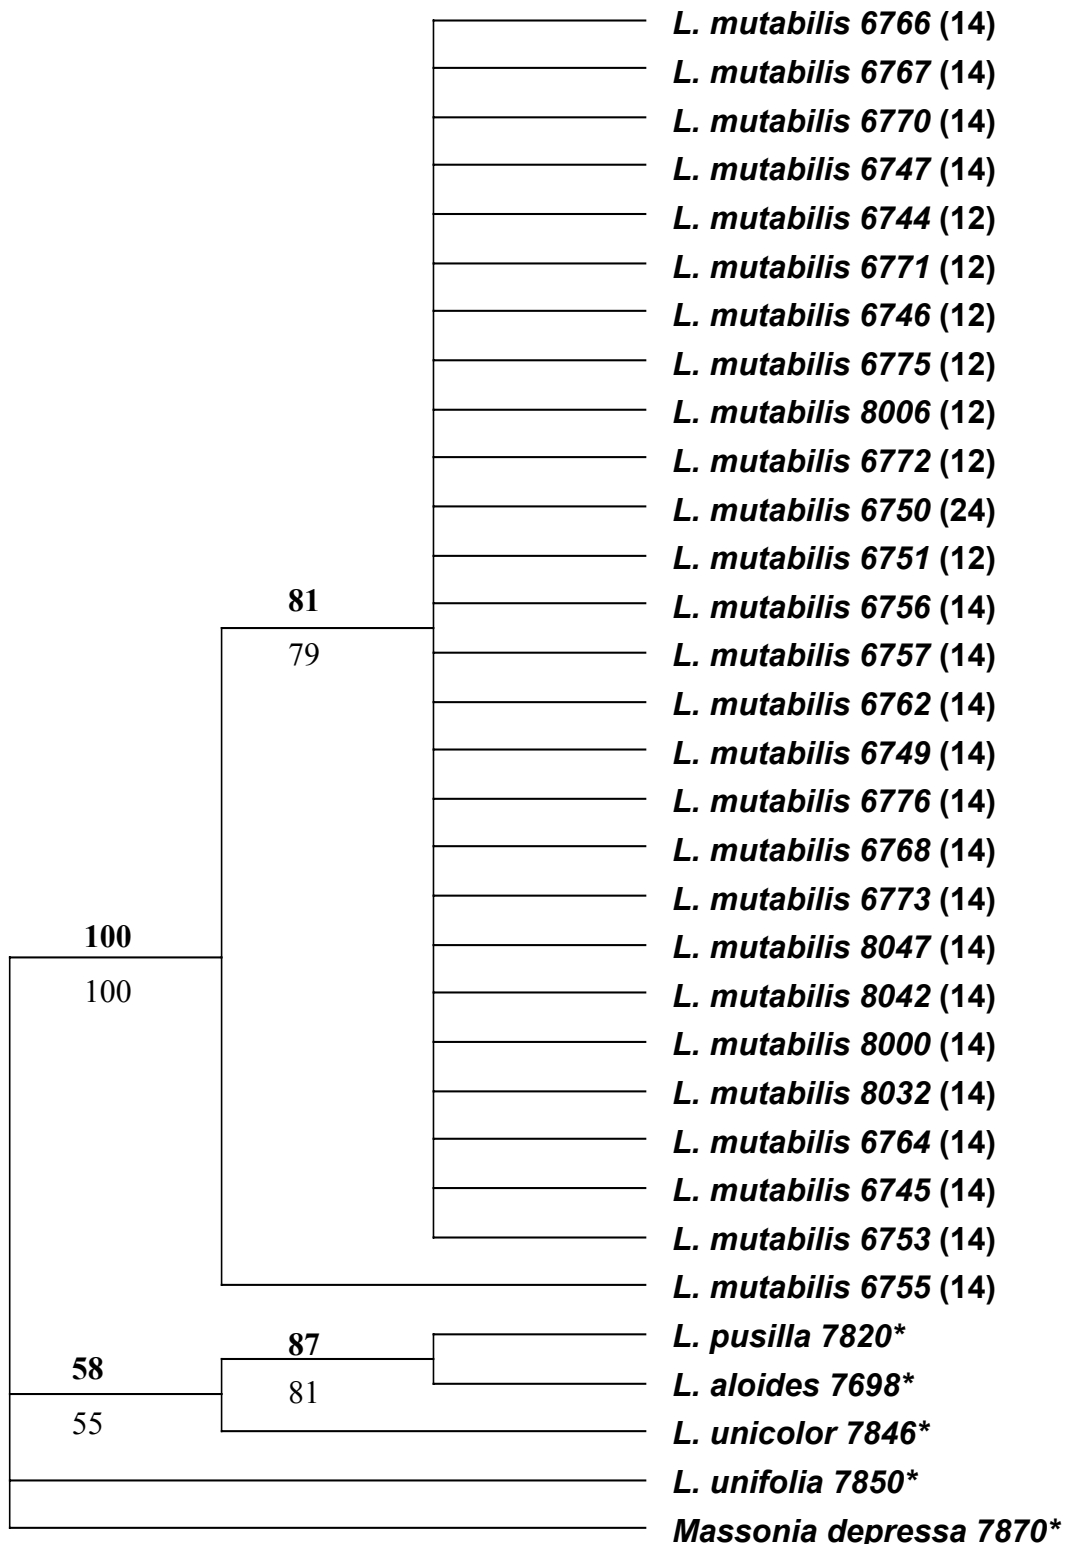 L. mutabilis 6766 (14)
L. mutabilis 6767 (14)
L. mutabilis 6770 (14)
L. mutabilis 6747 (14)
L. mutabilis 6744 (12)
L. mutabilis 6771 (12)
L. mutabilis 6746 (12)
L. mutabilis 6775 (12)
L. mutabilis 8006 (12)
L. mutabilis 6772 (12)
L. mutabilis 6750 (24)
L. mutabilis 6751 (12)
81
L. mutabilis 6756 (14)
79
L. mutabilis 6757 (14)
L. mutabilis 6762 (14)
L. mutabilis 6749 (14)
L. mutabilis 6776 (14)
L. mutabilis 6768 (14)
L. mutabilis 6773 (14)
100
L. mutabilis 8047 (14)
100
L. mutabilis 8042 (14)
L. mutabilis 8000 (14)
L. mutabilis 8032 (14)
L. mutabilis 6764 (14)
L. mutabilis 6745 (14)
L. mutabilis 6753 (14)
L. mutabilis 6755 (14)
87
L. pusilla 7820*
58
81
L. aloides 7698*
55
L. unicolor 7846*
L. unifolia 7850*
Massonia depressa 7870*